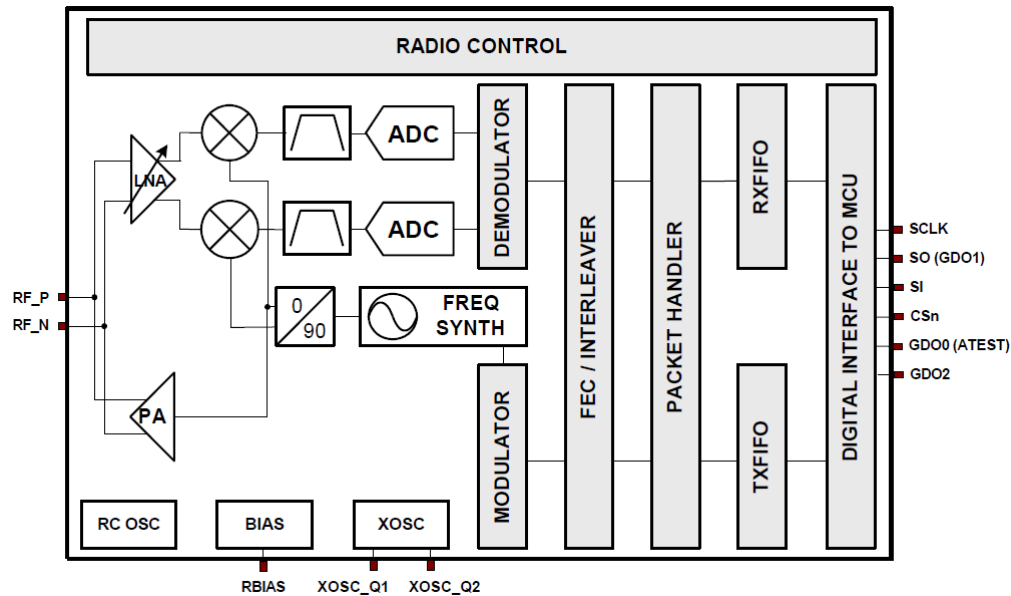 RADIO CONTROL
LNA
ADC
ADC
DEMODULATOR
FEC / INTERLEAVER
PACKET HANDLER
RXFIFO
DIGITAL INTERFACE TO MCU
SCLK
SO (GDO1)
SI
CSn
GDO0 (ATEST)
GDO2
RF_P
RF_N
0
90
FREQ
SYNTH
PA
MODULATOR
TXFIFO
RC OSC
BIAS
XOSC
RBIAS
XOSC_Q1
XOSC_Q2